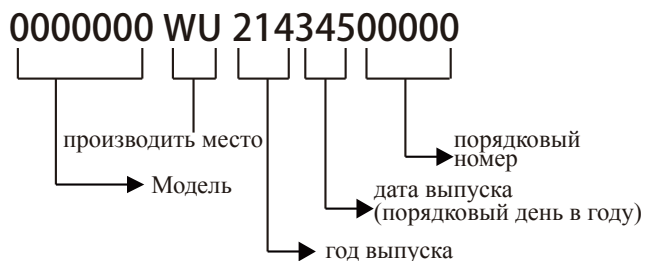 0000000 WU 21434500000
производить место
порядковый
номер
Модель
дата выпуска
(порядковый день в году)
год выпуска